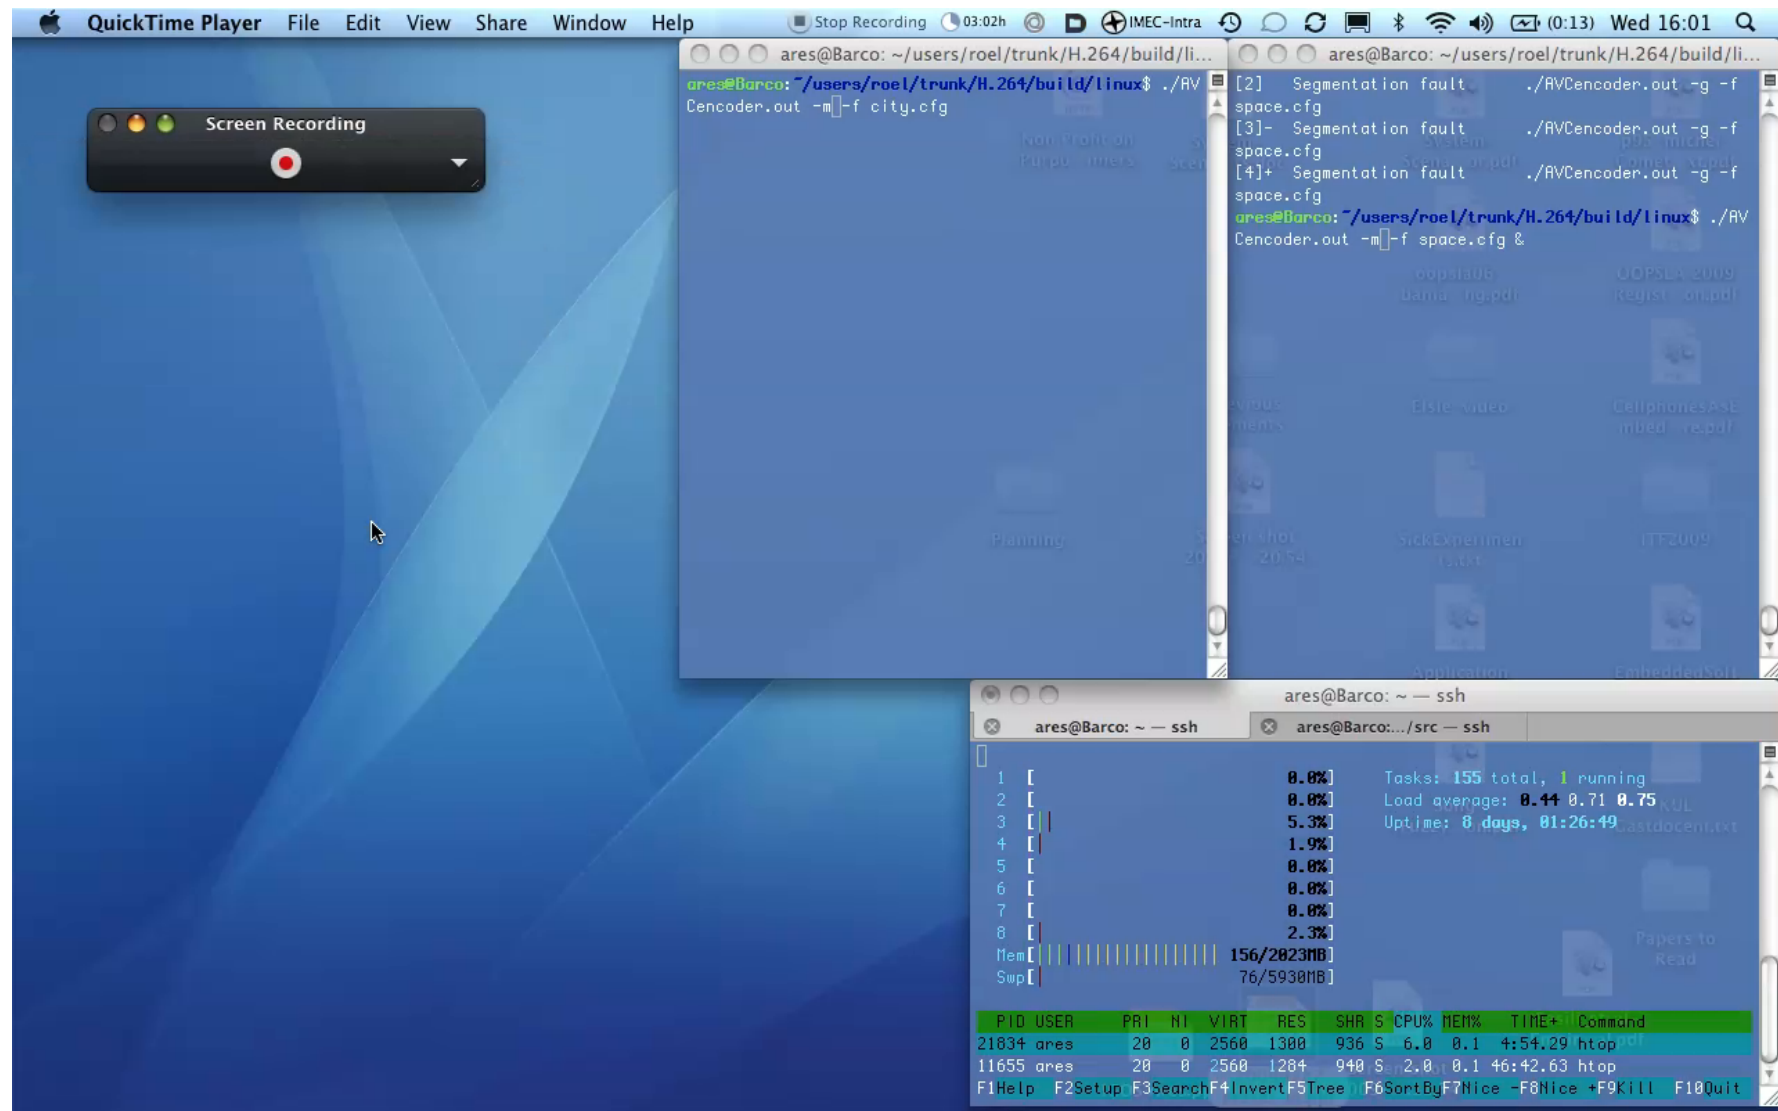 QuickTime Player File Edit View Share Window Help Stop Recording 03:02h IMEC-Intra (0:13) Wed 16:01
Screen Recording
ares@Barco: ~/users/roel/trunk/H.264/build/li...
ares@Barco:~/users/roel/trunk/H.264/build/linux$ ./AV
Cencoder.out -m -f city.cfg
Planning
ares@Barco: ~/users/roel/trunk/H.264/build/li...
[2] Segmentation fault ./AVCencoder.out -g -f
space.cfg
[3]- Segmentation fault ./AVCencoder.out -g -f
space.cfg
[4]+ Segmentation fault ./AVCencoder.out -g -f
space.cfg
ares@Barco:~/users/roel/trunk/H.264/build/linux$ ./AV
Cencoder.out -m -f space.cfg &
OOPSLA 2009
Elsie video
ITF2009
Application
ares@Barco: ~ — ssh
ares@Barco: ~ — ssh ares@Barco:.../src — ssh
1 [ 0.0%] Tasks: 155 total, 1 running
2 [ 0.0%] Load average: 0.44 0.71 0.75
3 [|| 5.3%] Uptime: 8 days, 01:26:49
4 [| 1.9%]
5 [ 0.0%]
6 [ 0.0%]
7 [ 0.0%]
8 [| 2.3%]
Mem[|||||||||||||||||| 156/2023MB]
Swp[| 76/5930MB]
Papers to
Read
PID USER PRI NI VIRT RES SHR S CPU% MEM% TIME+ Command
21834 ares 20 0 2560 1300 936 S 6.0 0.1 4:54.29 htop
11655 ares 20 0 2560 1284 940 S 2.0 0.1 46:42.63 htop
F1Help F2Setup F3SearchF4InvertF5Tree F6SortByF7Nice -F8Nice +F9Kill F10Quit